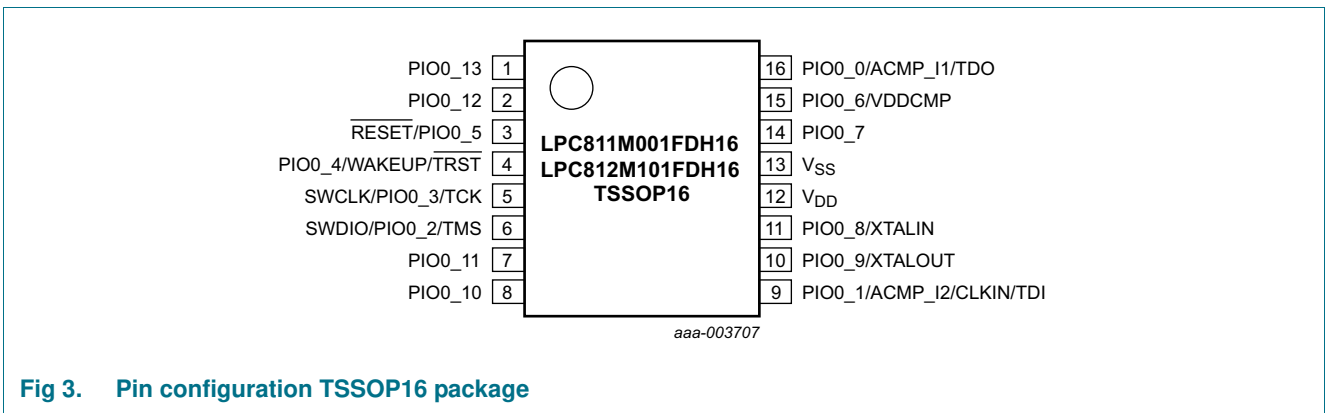 PIO0_13 1
PIO0_12 2
RESET/PIO0_5 3
PIO0_4/WAKEUP/TRST 4
SWCLK/PIO0_3/TCK 5
SWDIO/PIO0_2/TMS 6
PIO0_11 7
PIO0_10 8
LPC811M001FDH16
LPC812M101FDH16
TSSOP16
16 PIO0_0/ACMP_I1/TDO
15 PIO0_6/VDDCMP
14 PIO0_7
13 VSS
12 VDD
11 PIO0_8/XTALIN
10 PIO0_9/XTALOUT
9 PIO0_1/ACMP_I2/CLKIN/TDI
aaa-003707
Fig 3. Pin configuration TSSOP16 package